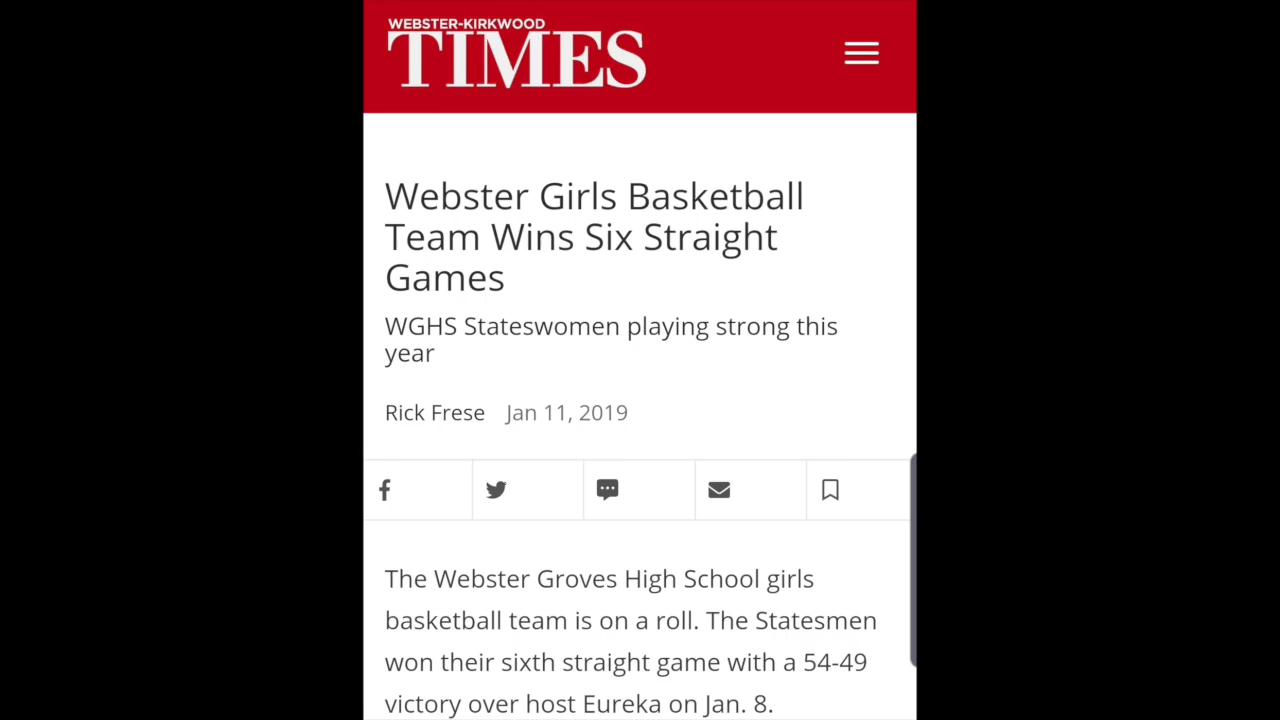 WEBSTER-KIRKWOOD
TIMES
Webster Girls Basketball
Team Wins Six Straight
Games
WGHS Stateswomen playing strong this
year
Rick Frese Jan 11, 2019
The Webster Groves High School girls
basketball team is on a roll. The Statesmen
won their sixth straight game with a 54-49
victory over host Eureka on Jan. 8.